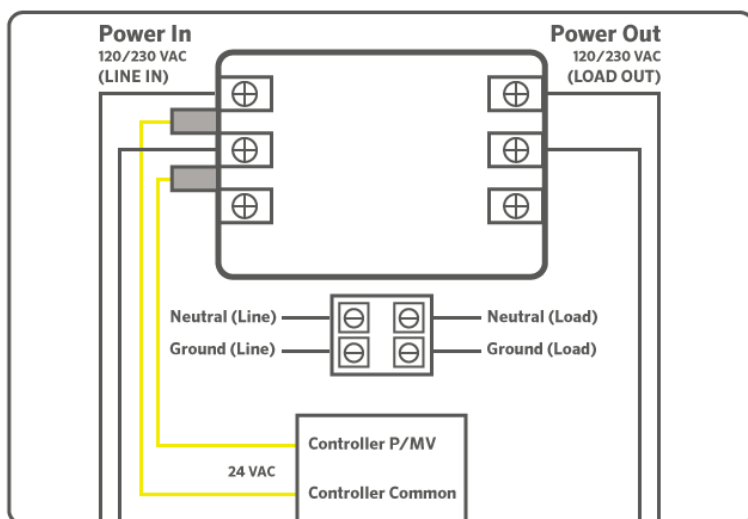 Power In
120/230 VAC
(LINE IN)
Power Out
120/230 VAC
(LOAD OUT)
Neutral (Line)
Neutral (Load)
Ground (Line)
Ground (Load)
Controller P/MV
24 VAC
Controller Common